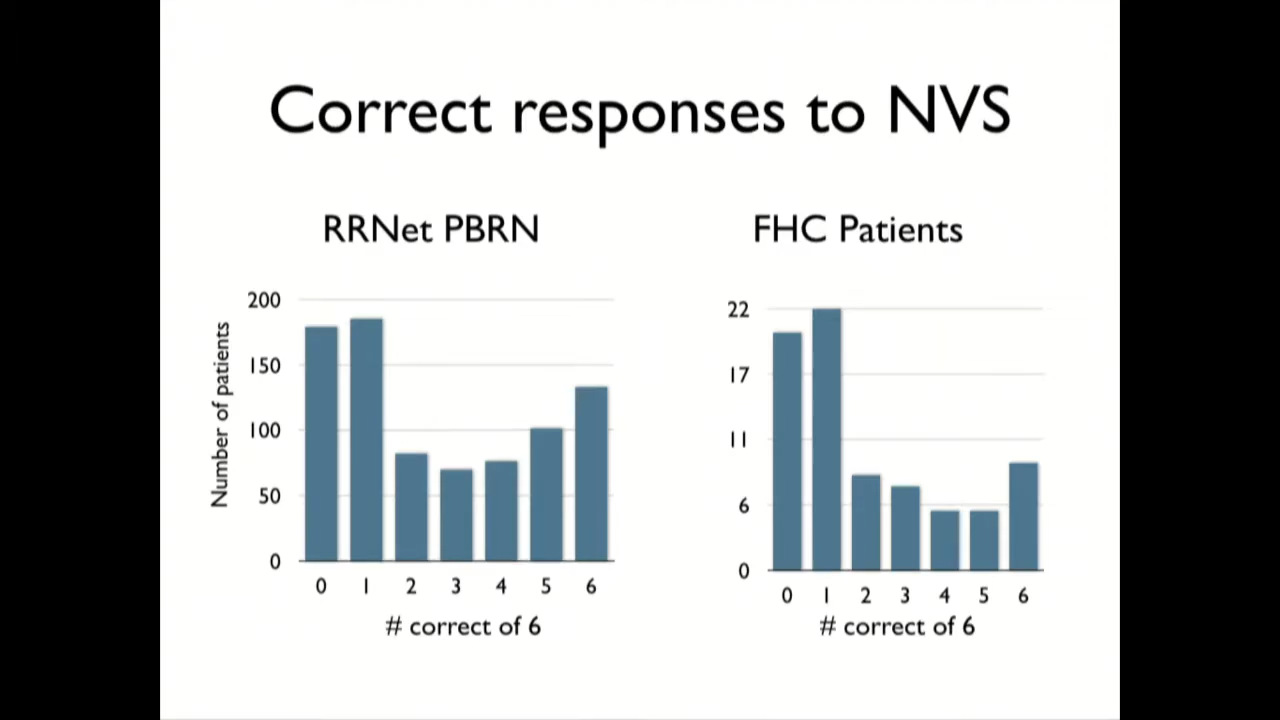 Correct responses to NVS
RRNet PBRN
Number of patients
200
150
100
50
0
0 1 2 3 4 5 6
# correct of 6
FHC Patients
22
17
11
6
0
0 1 2 3 4 5 6
# correct of 6